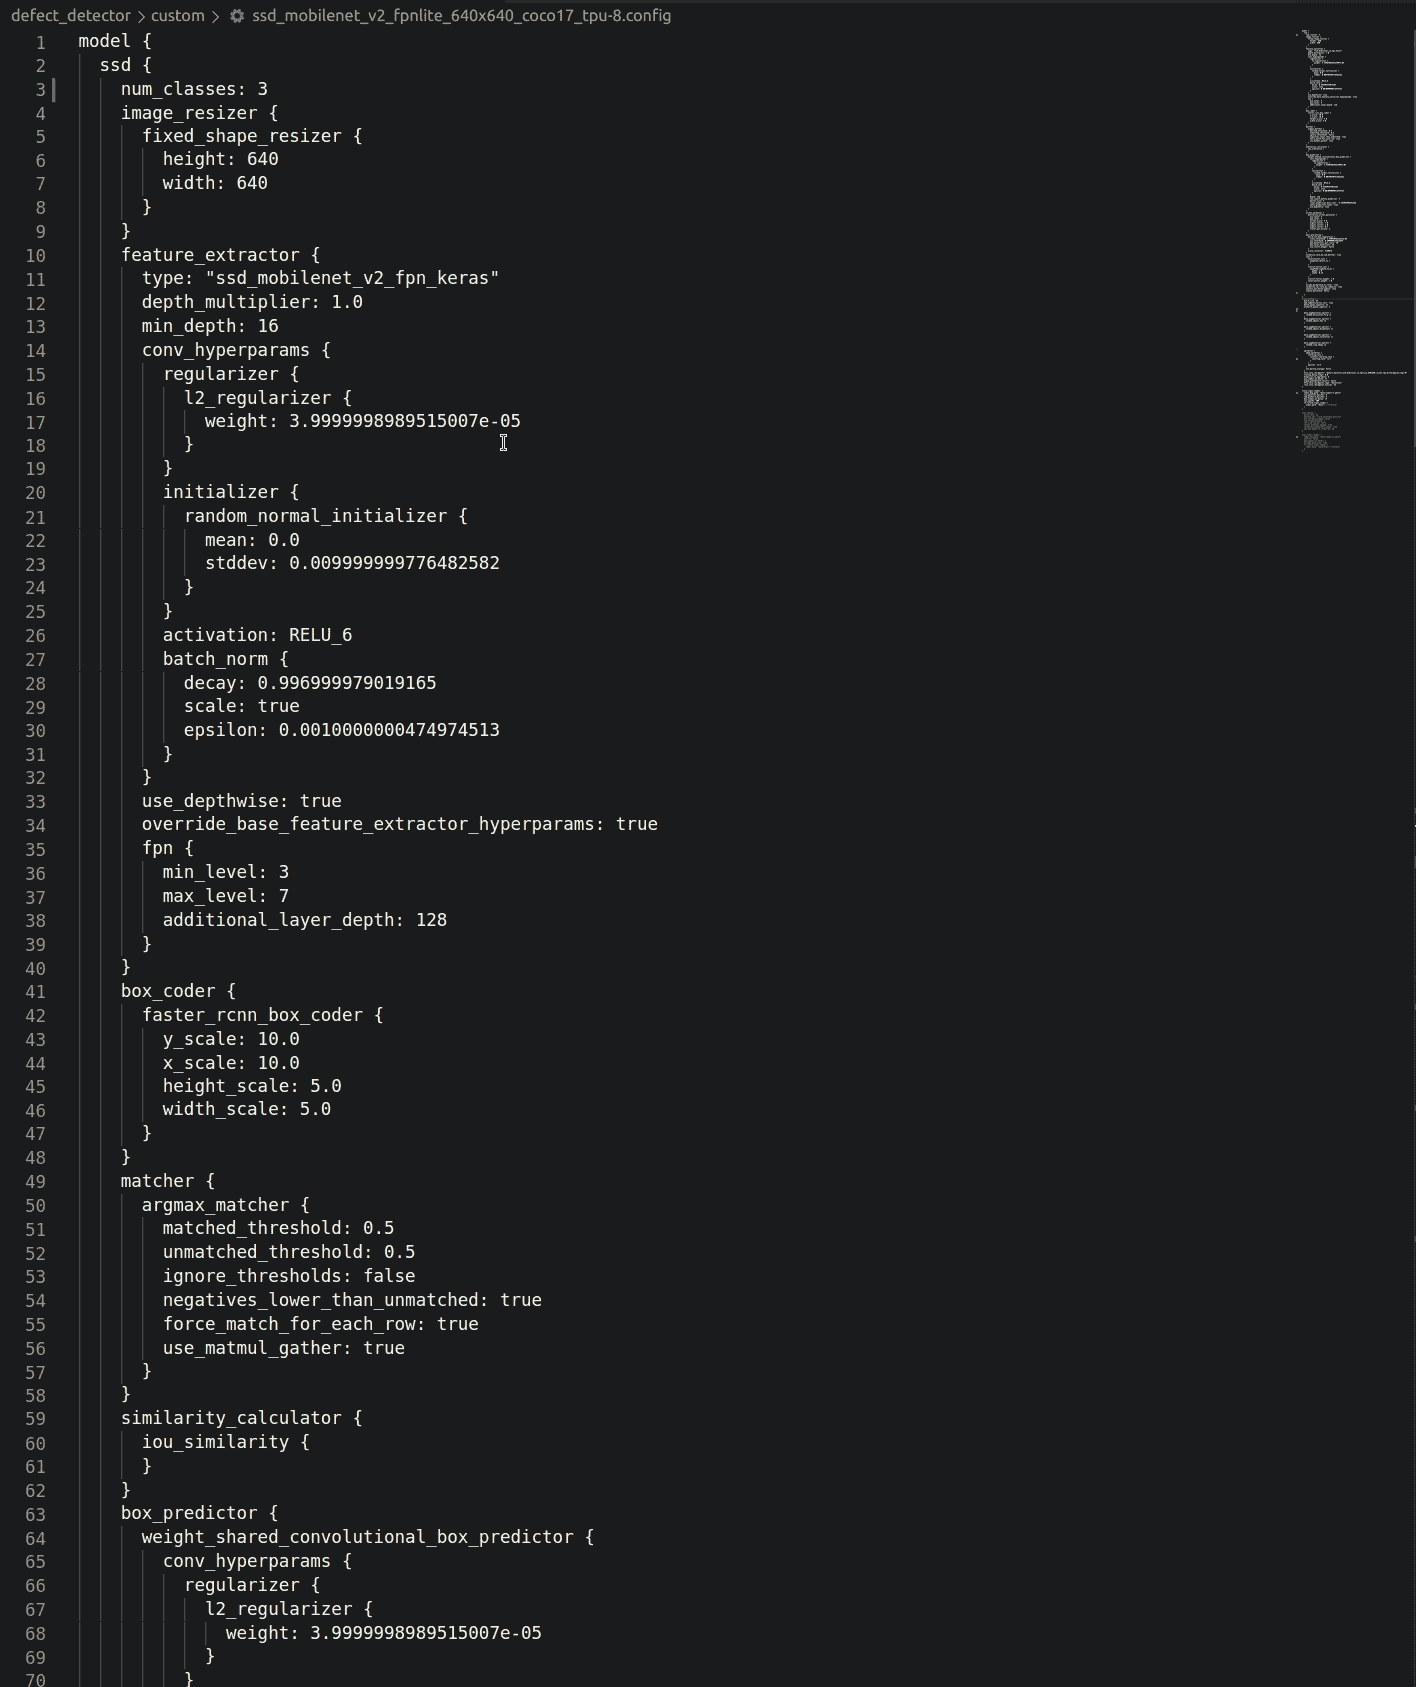 defect_detector > custom > ssd_mobilenet_v2_fpnlite_640x640_coco17_tpu-8.config
1 model {
2   ssd {
3     num_classes: 3
4     image_resizer {
5       fixed_shape_resizer {
6         height: 640
7         width: 640
8       }
9     }
10     feature_extractor {
11       type: "ssd_mobilenet_v2_fpn_keras"
12       depth_multiplier: 1.0
13       min_depth: 16
14       conv_hyperparams {
15         regularizer {
16           l2_regularizer {
17             weight: 3.9999998989515007e-05
18           }
19         }
20         initializer {
21           random_normal_initializer {
22             mean: 0.0
23             stddev: 0.009999999776482582
24           }
25         }
26         activation: RELU_6
27         batch_norm {
28           decay: 0.996999979019165
29           scale: true
30           epsilon: 0.0010000000474974513
31         }
32       }
33       use_depthwise: true
34       override_base_feature_extractor_hyperparams: true
35       fpn {
36         min_level: 3
37         max_level: 7
38         additional_layer_depth: 128
39       }
40     }
41     box_coder {
42       faster_rcnn_box_coder {
43         y_scale: 10.0
44         x_scale: 10.0
45         height_scale: 5.0
46         width_scale: 5.0
47       }
48     }
49     matcher {
50       argmax_matcher {
51         matched_threshold: 0.5
52         unmatched_threshold: 0.5
53         ignore_thresholds: false
54         negatives_lower_than_unmatched: true
55         force_match_for_each_row: true
56         use_matmul_gather: true
57       }
58     }
59     similarity_calculator {
60       iou_similarity {
61       }
62     }
63     box_predictor {
64       weight_shared_convolutional_box_predictor {
65         conv_hyperparams {
66           regularizer {
67             l2_regularizer {
68               weight: 3.9999998989515007e-05
69             }
70           }